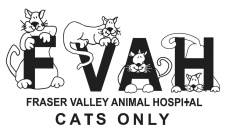 FVAH
FRASER VALLEY ANIMAL HOSPITAL
CATS ONLY